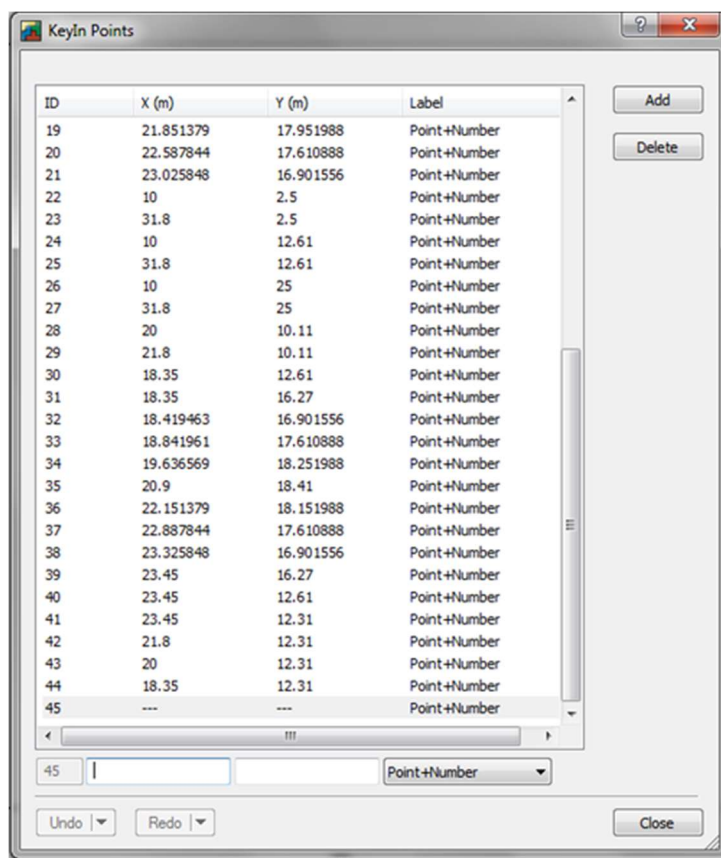 KeyIn Points
ID X (m) Y (m) Label
19 21.851379 17.951988 Point+Number
20 22.587844 17.610888 Point+Number
21 23.025848 16.901556 Point+Number
22 10 2.5 Point+Number
23 31.8 2.5 Point+Number
24 10 12.61 Point+Number
25 31.8 12.61 Point+Number
26 10 25 Point+Number
27 31.8 25 Point+Number
28 20 10.11 Point+Number
29 21.8 10.11 Point+Number
30 18.35 12.61 Point+Number
31 18.35 16.27 Point+Number
32 18.419463 16.901556 Point+Number
33 18.841961 17.610888 Point+Number
34 19.636569 18.251988 Point+Number
35 20.9 18.41 Point+Number
36 22.151379 18.151988 Point+Number
37 22.887844 17.610888 Point+Number
38 23.325848 16.901556 Point+Number
39 23.45 16.27 Point+Number
40 23.45 12.61 Point+Number
41 23.45 12.31 Point+Number
42 21.8 12.31 Point+Number
43 20 12.31 Point+Number
44 18.35 12.31 Point+Number
45 --- --- Point+Number
45 Point+Number
Add
Delete
Undo Redo Close